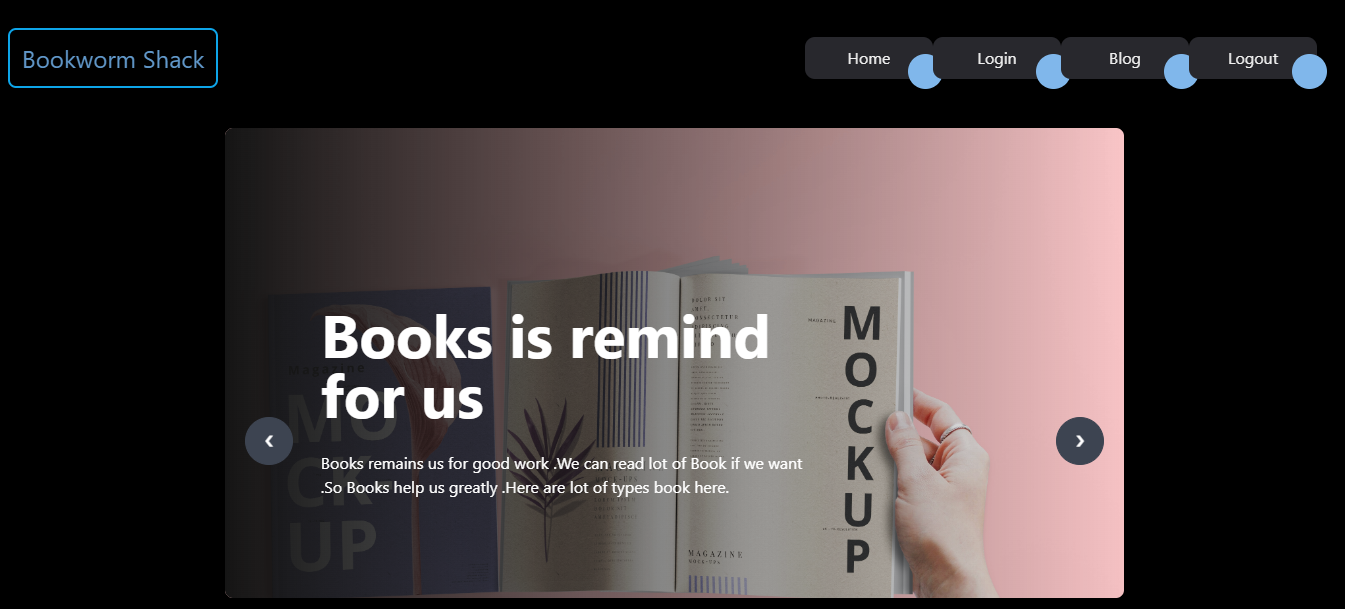 Bookworm Shack
Home Login Blog Logout
Books is remind
for us
Books remains us for good work .We can read lot of Book if we want
.So Books help us greatly .Here are lot of types book here.
‹
›
Magazine
MO
CK-
UP
MAGAZINE
M
O
C
K
U
P
MAGAZINE